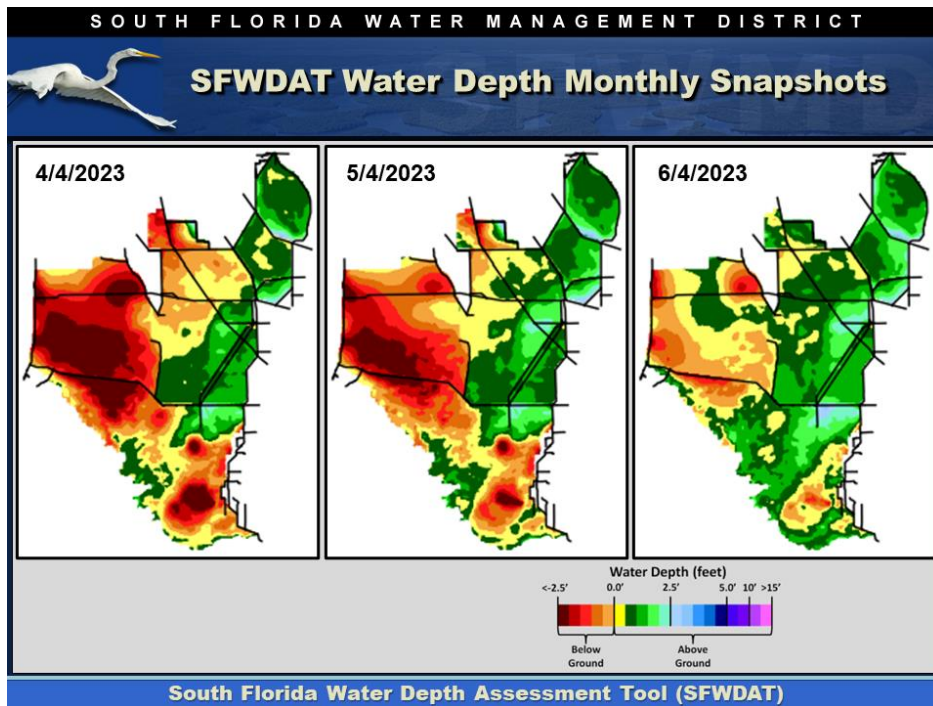 SOUTH FLORIDA WATER MANAGEMENT DISTRICT
SFWDAT Water Depth Monthly Snapshots
4/4/2023
5/4/2023
6/4/2023
Water Depth (feet)
<-2.5' 0.0' 2.5' 5.0' 10' >15'
Below Ground
Above Ground
South Florida Water Depth Assessment Tool (SFWDAT)